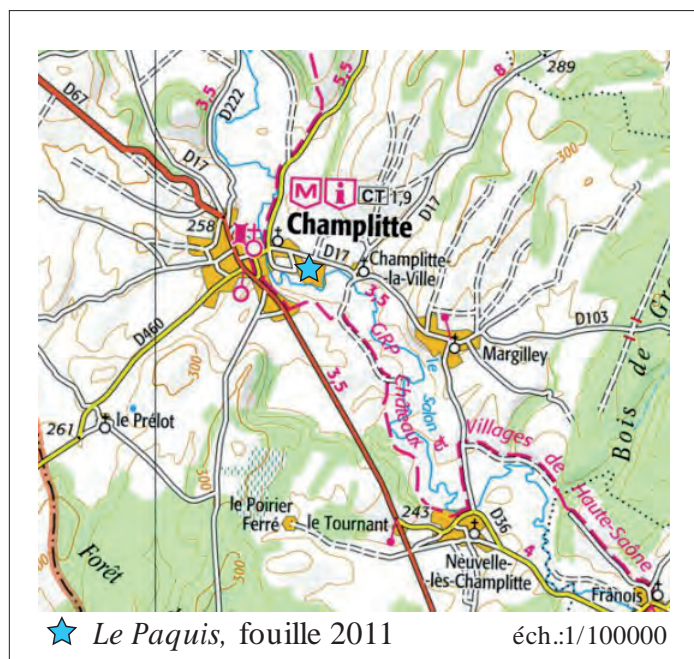 D67
3,5
D222
5,5
8
289
D17
300
M i CT 1,9
D17
258
Champlitte
D17
Champlitte-
la-Ville
3,5
D103
Margilley
D460
300
3,5
GRP
Châteaux
le Salon
Villages de Haute-Saône
Bois de Gr
261
le Prélot
300
le Poirier
Ferré
243
le Tournant
D36
4
Neuvelle-
-lès-Champlitte
Franois
Forêt
Le Paquis, fouille 2011
éch.:1/100000